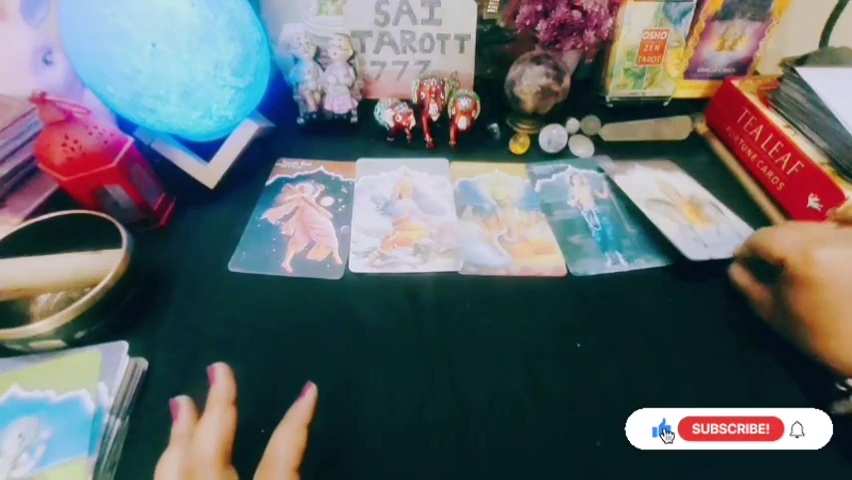 SAI
TAROTT
777
OSHO
ZEN
TAROT
TEA LEAF
FORTUNE CARDS
SUBSCRIBE!